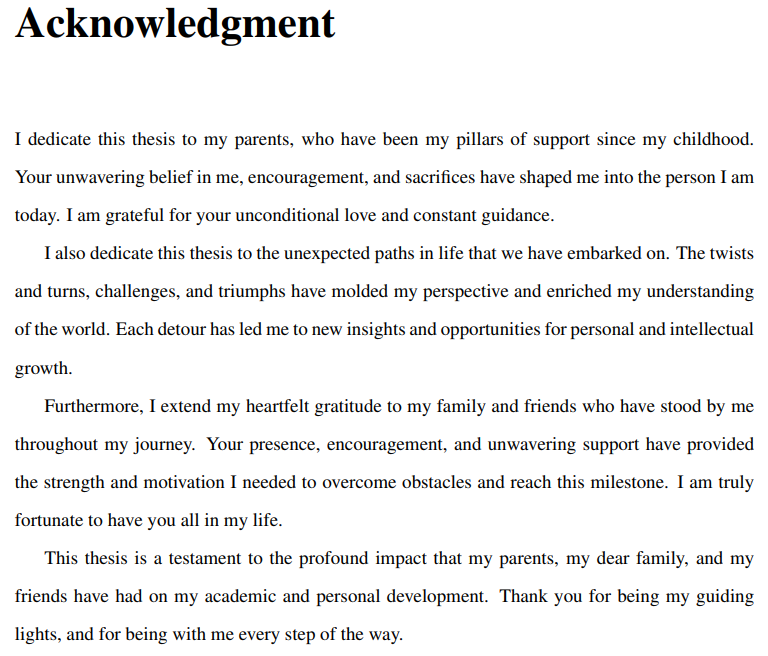 Acknowledgment
I dedicate this thesis to my parents, who have been my pillars of support since my childhood.
Your unwavering belief in me, encouragement, and sacrifices have shaped me into the person I am
today. I am grateful for your unconditional love and constant guidance.
I also dedicate this thesis to the unexpected paths in life that we have embarked on. The twists
and turns, challenges, and triumphs have molded my perspective and enriched my understanding
of the world. Each detour has led me to new insights and opportunities for personal and intellectual
growth.
Furthermore, I extend my heartfelt gratitude to my family and friends who have stood by me
throughout my journey. Your presence, encouragement, and unwavering support have provided
the strength and motivation I needed to overcome obstacles and reach this milestone. I am truly
fortunate to have you all in my life.
This thesis is a testament to the profound impact that my parents, my dear family, and my
friends have had on my academic and personal development. Thank you for being my guiding
lights, and for being with me every step of the way.